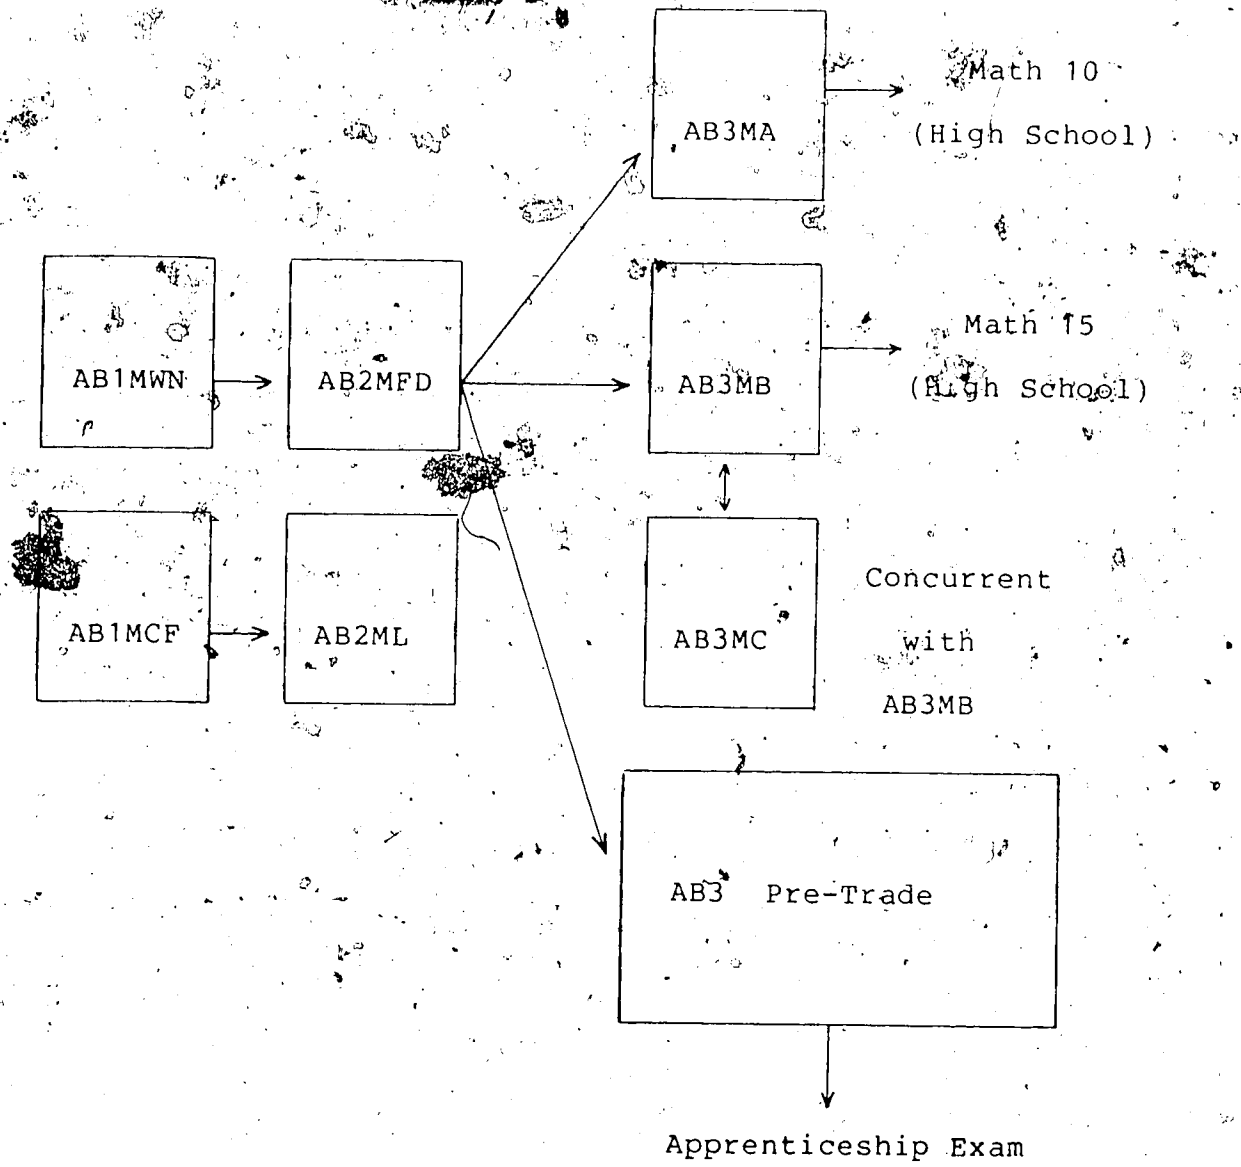 AB3MA
Math 10
(High School)
AB1MWN
AB2MFD
AB3MB
Math 15
(High School)
AB1MCF
AB2ML
AB3MC
Concurrent
with
AB3MB
AB3 Pre-Trade
Apprenticeship Exam